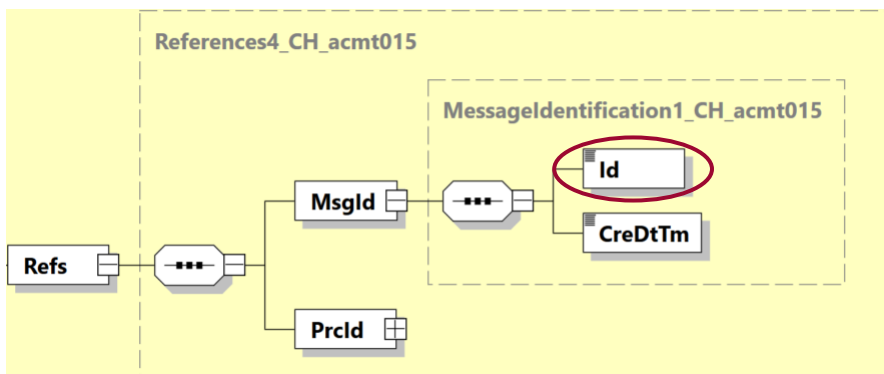 References4_CH_acmt015
MessageIdentification1_CH_acmt015
Id
MsgId
CreDtTm
Refs
PrcId